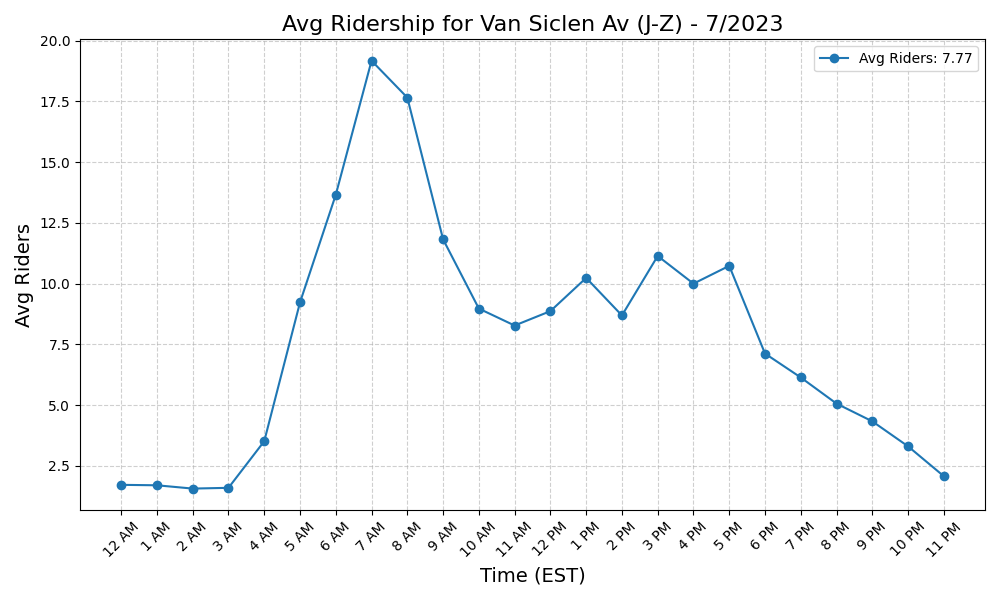 Avg Ridership for Van Siclen Av (J-Z) - 7/2023
Avg Riders: 7.77
Avg Riders
20.0
17.5
15.0
12.5
10.0
7.5
5.0
2.5
12 AM
1 AM
2 AM
3 AM
4 AM
5 AM
6 AM
7 AM
8 AM
9 AM
10 AM
11 AM
12 PM
1 PM
2 PM
3 PM
4 PM
5 PM
6 PM
7 PM
8 PM
9 PM
10 PM
11 PM
Time (EST)